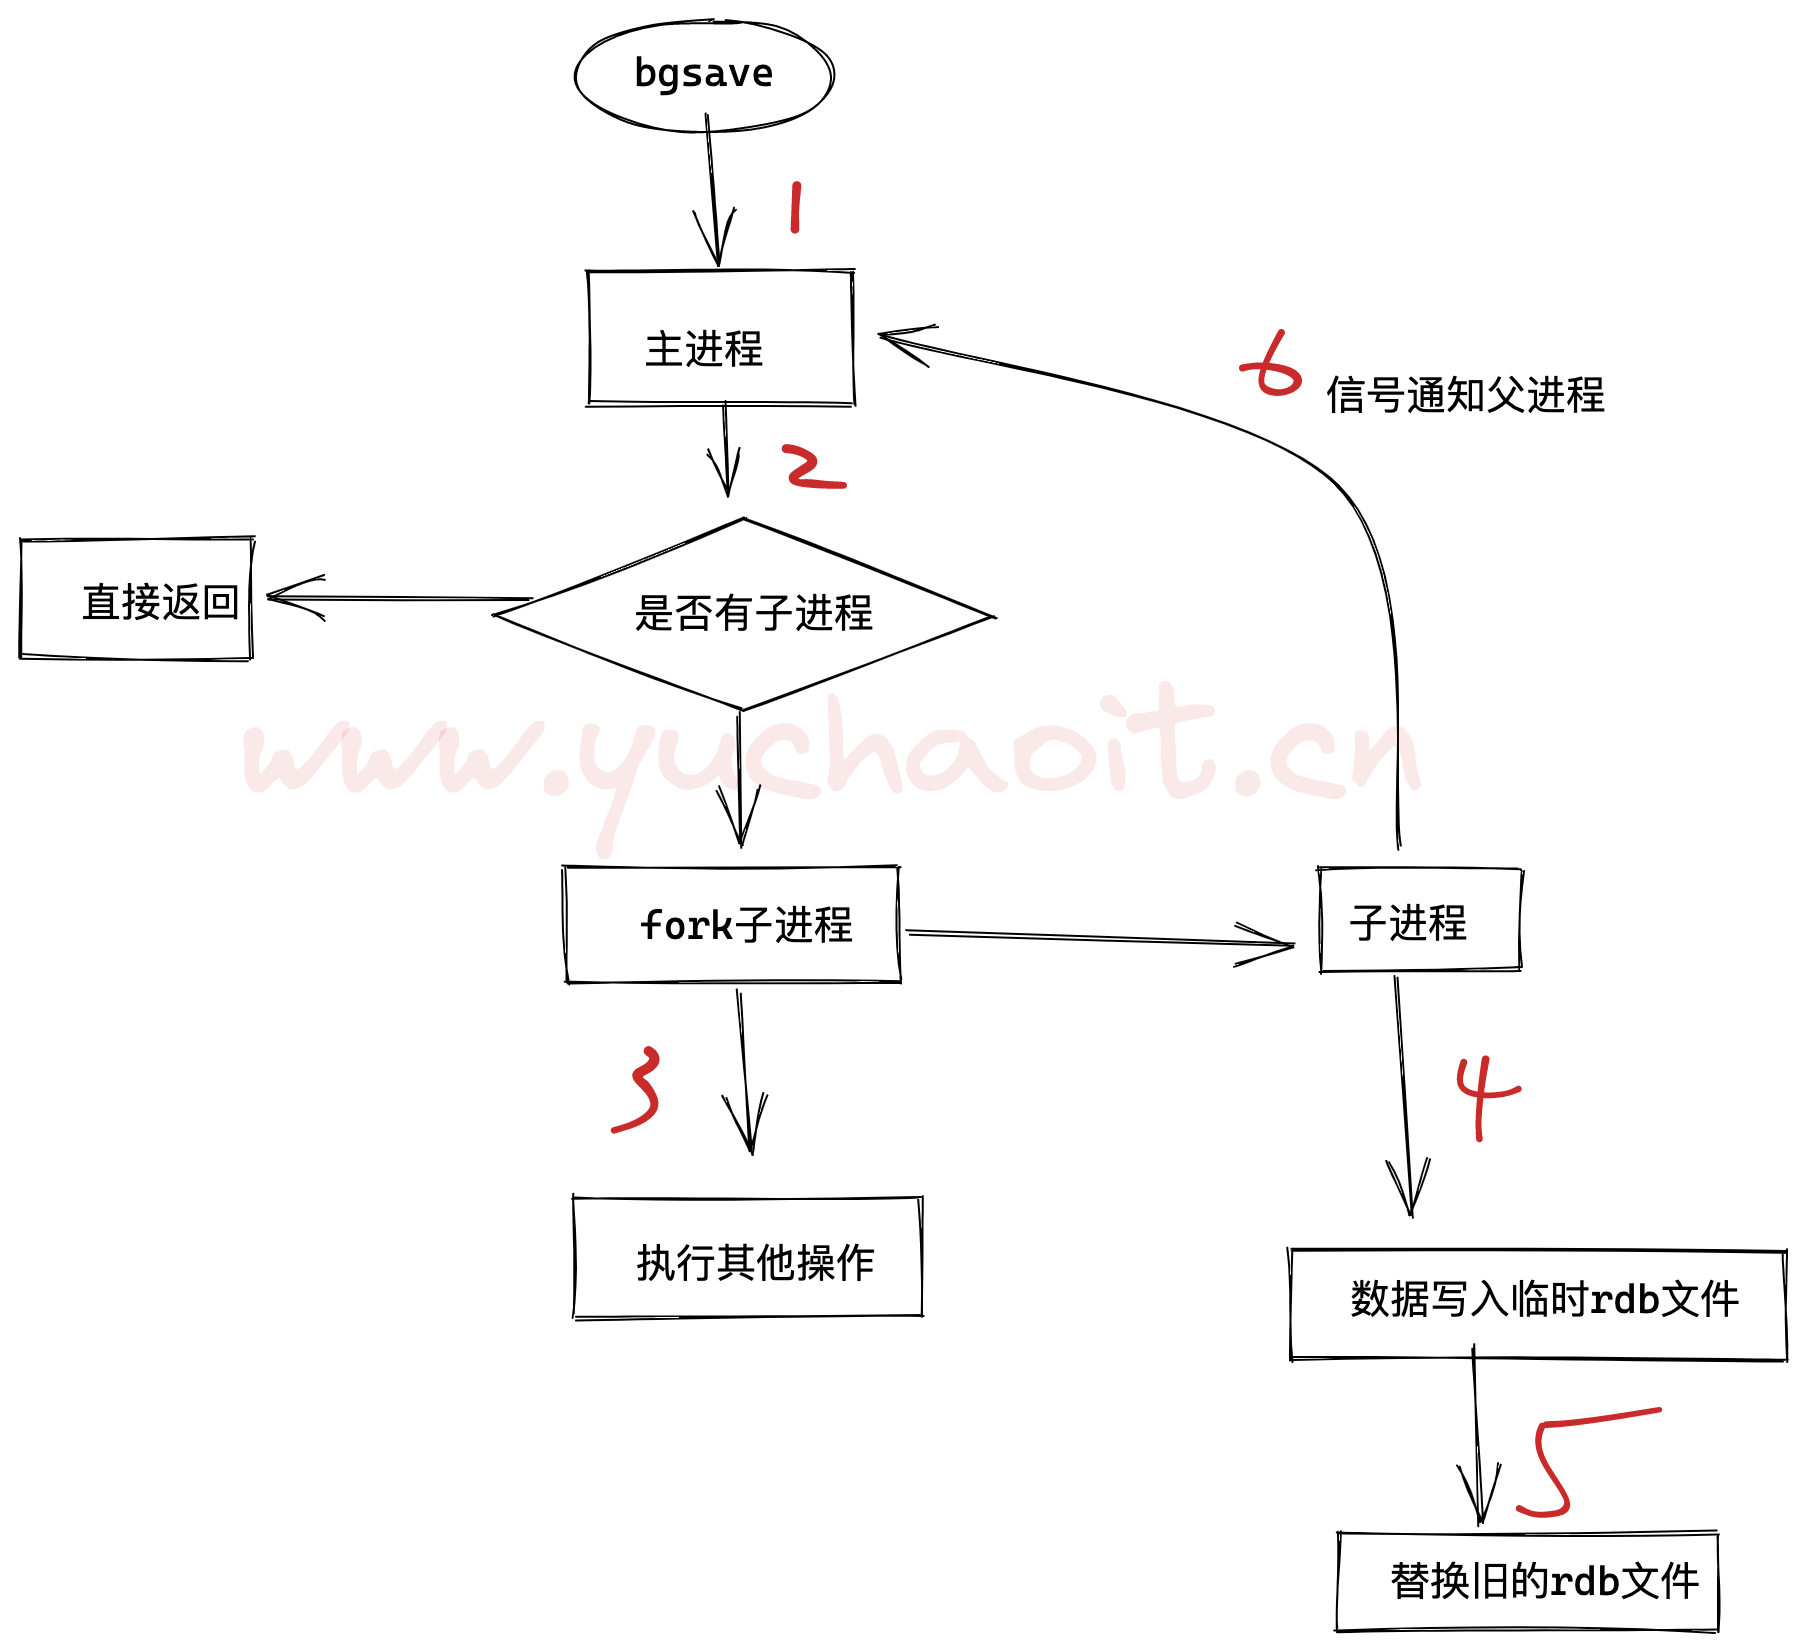 bgsave
1
主进程
6
信号通知父进程
2
直接返回
是否有子进程
www.yuchaoit.cn
fork子进程
子进程
3
4
执行其他操作
数据写入临时rdb文件
5
替换旧的rdb文件